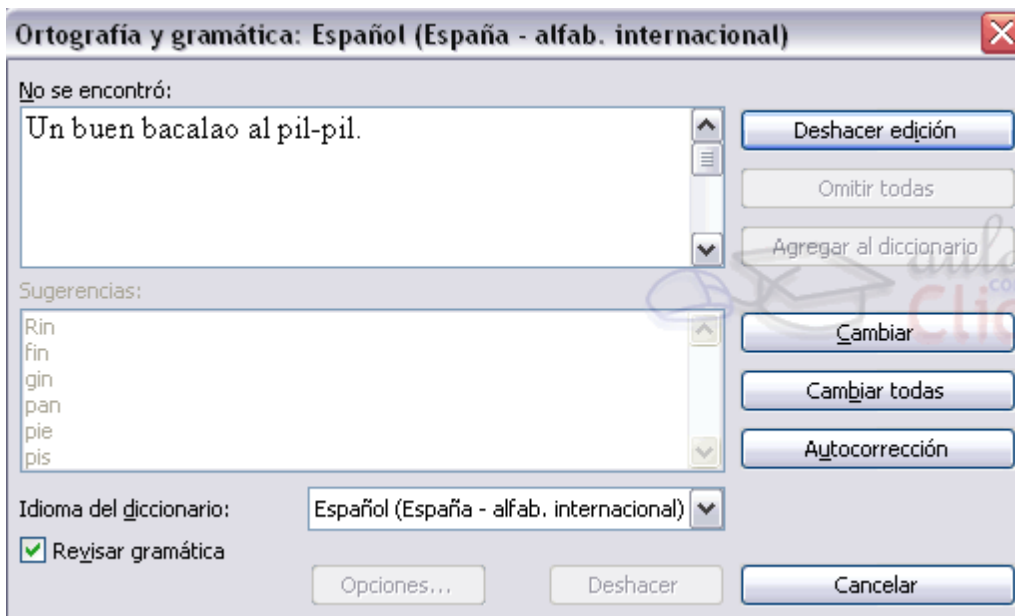 Ortografía y gramática: Español (España - alfab. internacional)
No se encontró:
Un buen bacalao al pil-pil.
Deshacer edición
Omitir todas
Agregar al diccionario
Sugerencias:
Rin
fin
gin
pan
pie
pis
Cambiar
Cambiar todas
Autocorrección
Idioma del diccionario:
Español (España - alfab. internacional)
Revisar gramática
Opciones...
Deshacer
Cancelar